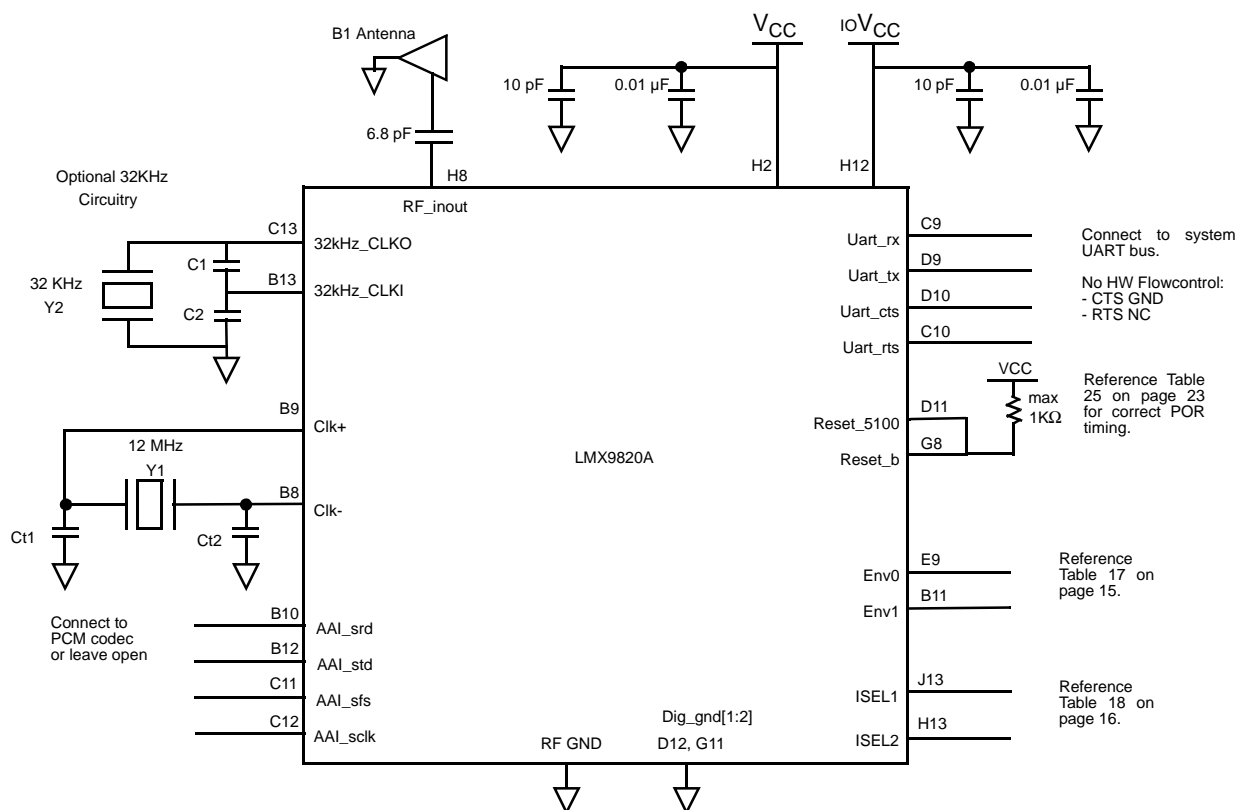 B1 Antenna
VCC
IOVCC
10 pF
0.01 µF
10 pF
0.01 µF
6.8 pF
H8
H2
H12
Optional 32KHz
Circuitry
RF_inout
C13
32kHz_CLKO
C1
B13
32kHz_CLKI
32 KHz
Y2
C2
C9
Uart_rx
Connect to system
UART bus.
D9
Uart_tx
No HW Flowcontrol:
- CTS GND
- RTS NC
D10
Uart_cts
C10
Uart_rts
VCC
max
1KΩ
Reference Table
25 on page 23
for correct POR
timing.
D11
Reset_5100
G8
Reset_b
B9
Clk+
12 MHz
Y1
B8
Clk-
Ct1
Ct2
LMX9820A
E9
Env0
B11
Env1
Reference
Table 17 on
page 15.
Connect to
PCM codec
or leave open
B10
AAI_srd
B12
AAI_std
C11
AAI_sfs
C12
AAI_sclk
J13
ISEL1
H13
ISEL2
Reference
Table 18 on
page 16.
RF GND
Dig_gnd[1:2]
D12, G11